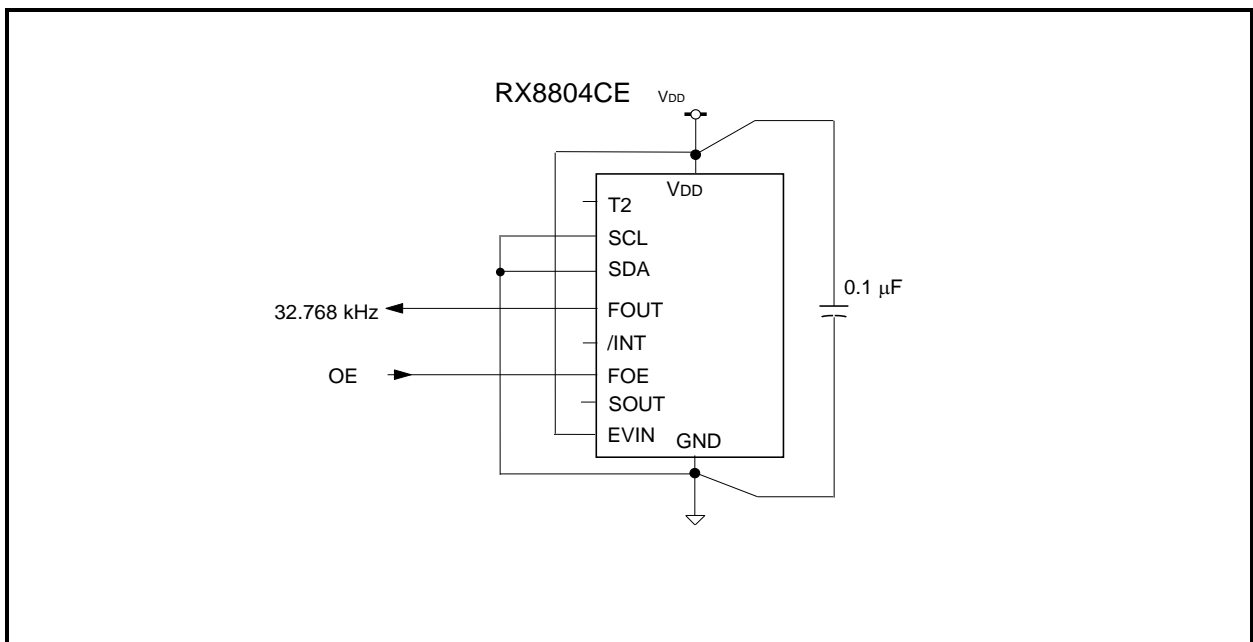 RX8804CE
VDD
VDD
T2
SCL
SDA
0.1 μF
FOUT
32.768 kHz
/INT
OE
FOE
SOUT
EVIN
GND